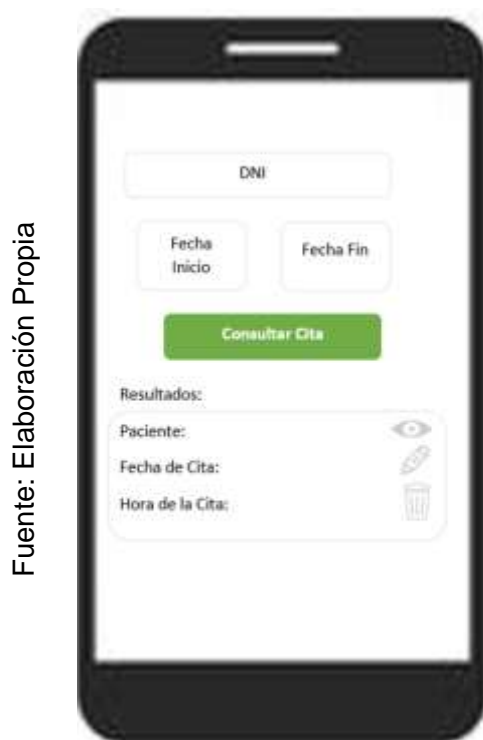 DNI
Fecha
Inicio
Fecha Fin
Consultar Cita
Resultados:
Paciente:
Fecha de Cita:
Hora de la Cita:
Fuente: Elaboración Propia